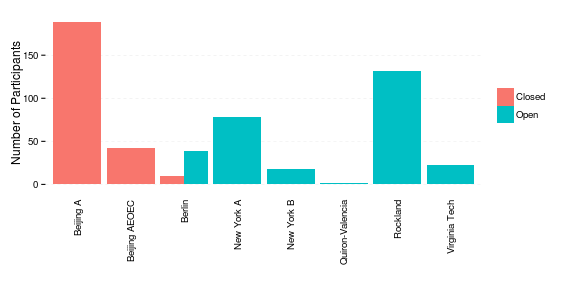 Number of Participants
150
100
50
0
Beijing A
Beijing AEOEC
Berlin
New York A
New York B
Quiron-Valencia
Rockland
Virginia Tech
Closed
Open